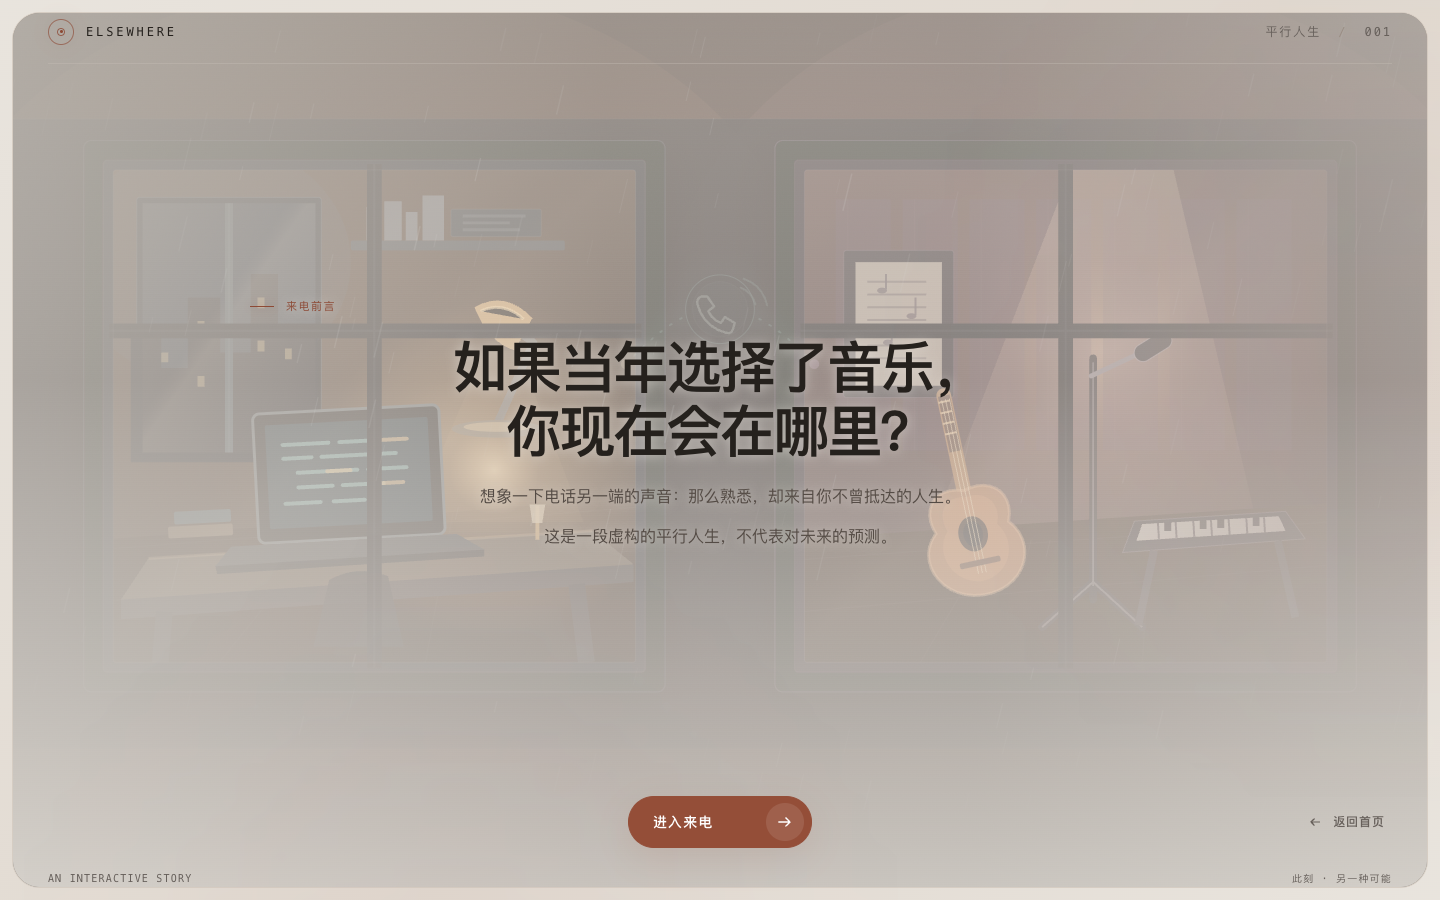 ELSEWHERE
平行人生 / 001
来电前言
如果当年选择了音乐，
你现在会在哪里？
想象一下电话另一端的声音：那么熟悉，却来自你不曾抵达的人生。
这是一段虚构的平行人生，不代表对未来的预测。
进入来电 →
← 返回首页
AN INTERACTIVE STORY
此刻 · 另一种可能